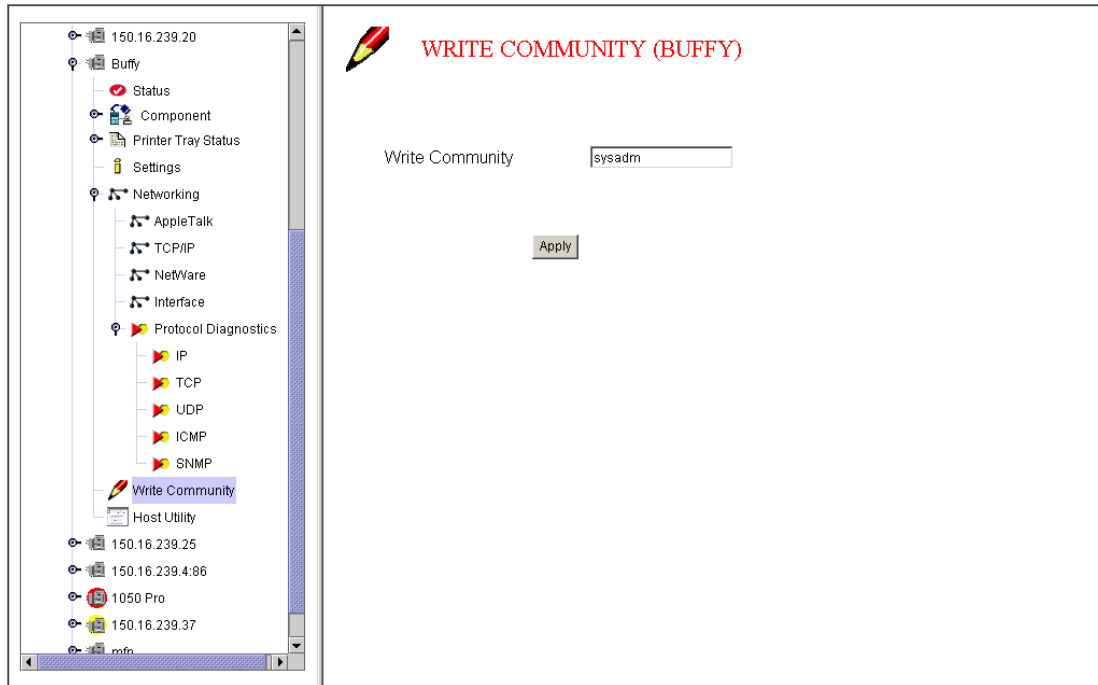 150.16.239.20
Buffy
Status
Component
Printer Tray Status
Settings
Networking
AppleTalk
TCP/IP
NetWare
Interface
Protocol Diagnostics
IP
TCP
UDP
ICMP
SNMP
Write Community
Host Utility
150.16.239.25
150.16.239.4:86
1050 Pro
150.16.239.37
WRITE COMMUNITY (BUFFY)
Write Community sysadm
Apply